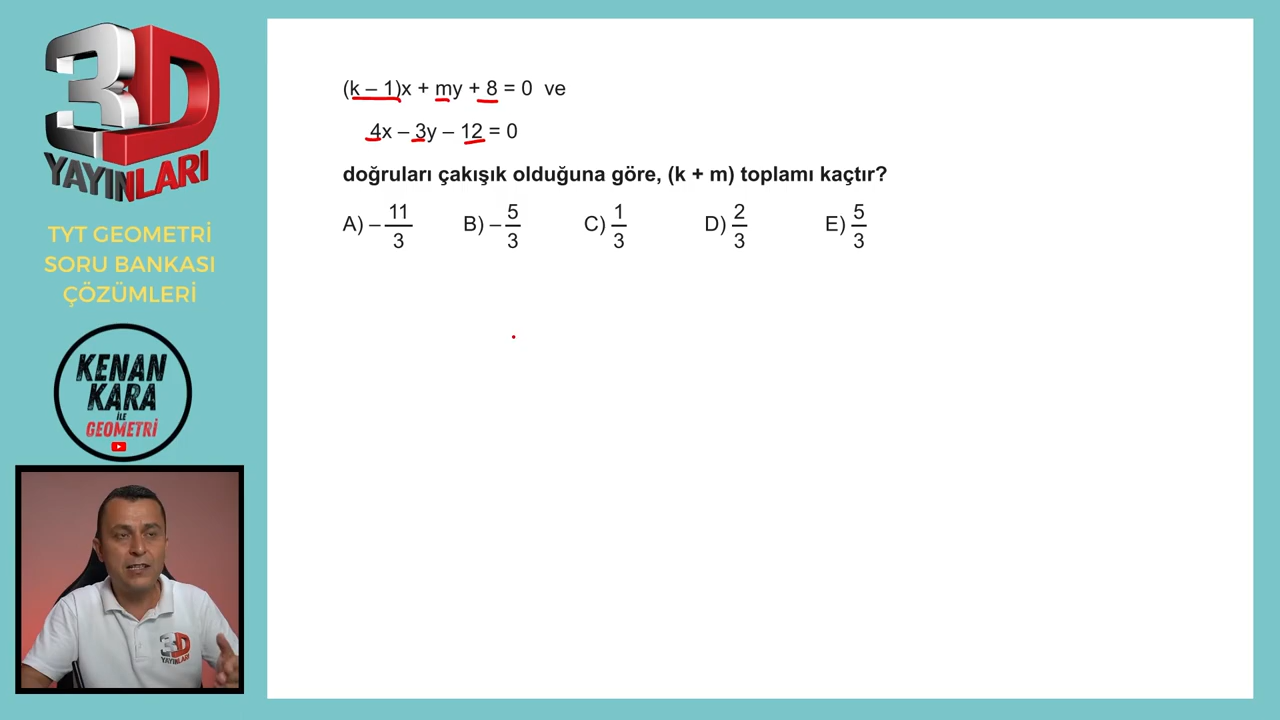 3D
YAYINLARI
TYT GEOMETRİ
SORU BANKASI
ÇÖZÜMLERİ
KENAN
KARA
İLE
GEOMETRİ
3D
YAYINLARI
(k – 1)x + my + 8 = 0 ve
4x – 3y – 12 = 0
doğruları çakışık olduğuna göre, (k + m) toplamı kaçtır?
A) – 11/3 B) – 5/3 C) 1/3 D) 2/3 E) 5/3